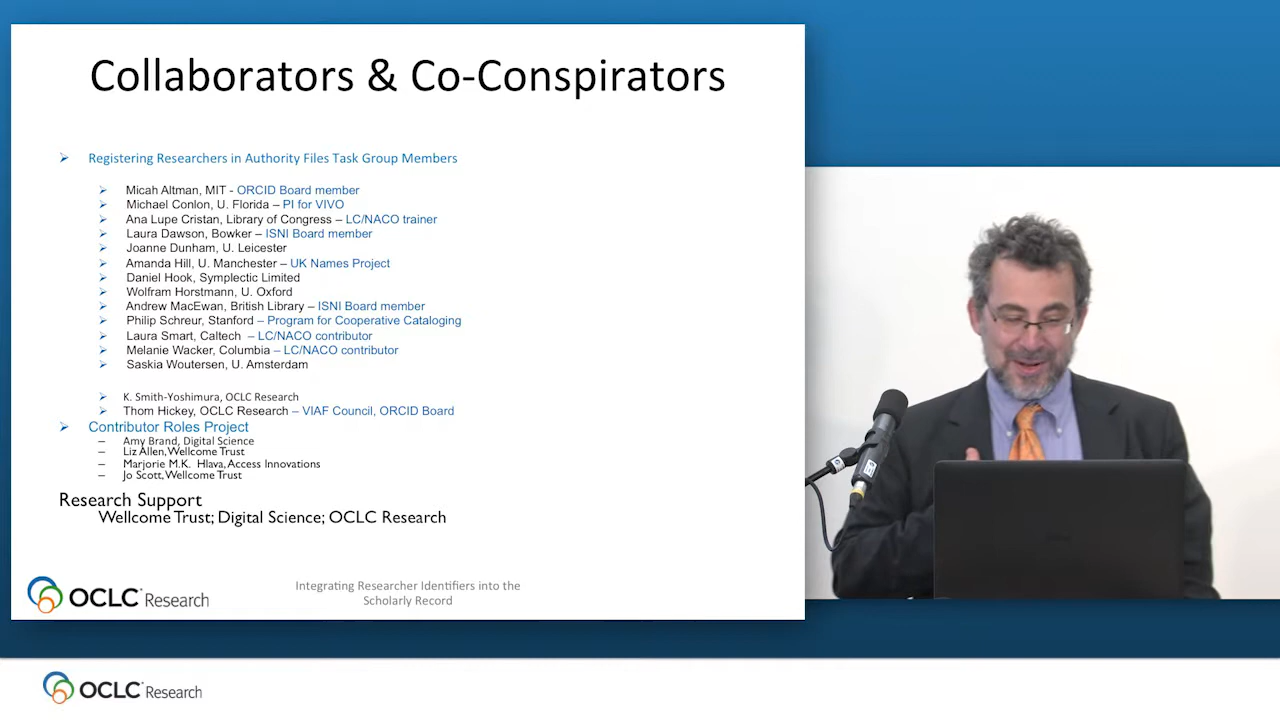 Collaborators & Co-Conspirators
Registering Researchers in Authority Files Task Group Members
Micah Altman, MIT - ORCID Board member
Michael Conlon, U. Florida – PI for VIVO
Ana Lupe Cristan, Library of Congress – LC/NACO trainer
Laura Dawson, Bowker – ISNI Board member
Joanne Dunham, U. Leicester
Amanda Hill, U. Manchester – UK Names Project
Daniel Hook, Symplectic Limited
Wolfram Horstmann, U. Oxford
Andrew MacEwan, British Library – ISNI Board member
Philip Schreur, Stanford – Program for Cooperative Cataloging
Laura Smart, Caltech – LC/NACO contributor
Melanie Wacker, Columbia – LC/NACO contributor
Saskia Woutersen, U. Amsterdam
K. Smith-Yoshimura, OCLC Research
Thom Hickey, OCLC Research – VIAF Council, ORCID Board
Contributor Roles Project
– Amy Brand, Digital Science
– Liz Allen, Wellcome Trust
– Marjorie M.K. Hlava, Access Innovations
– Jo Scott, Wellcome Trust
Research Support
Wellcome Trust; Digital Science; OCLC Research
OCLC Research
Integrating Researcher Identifiers into the
Scholarly Record
OCLC Research